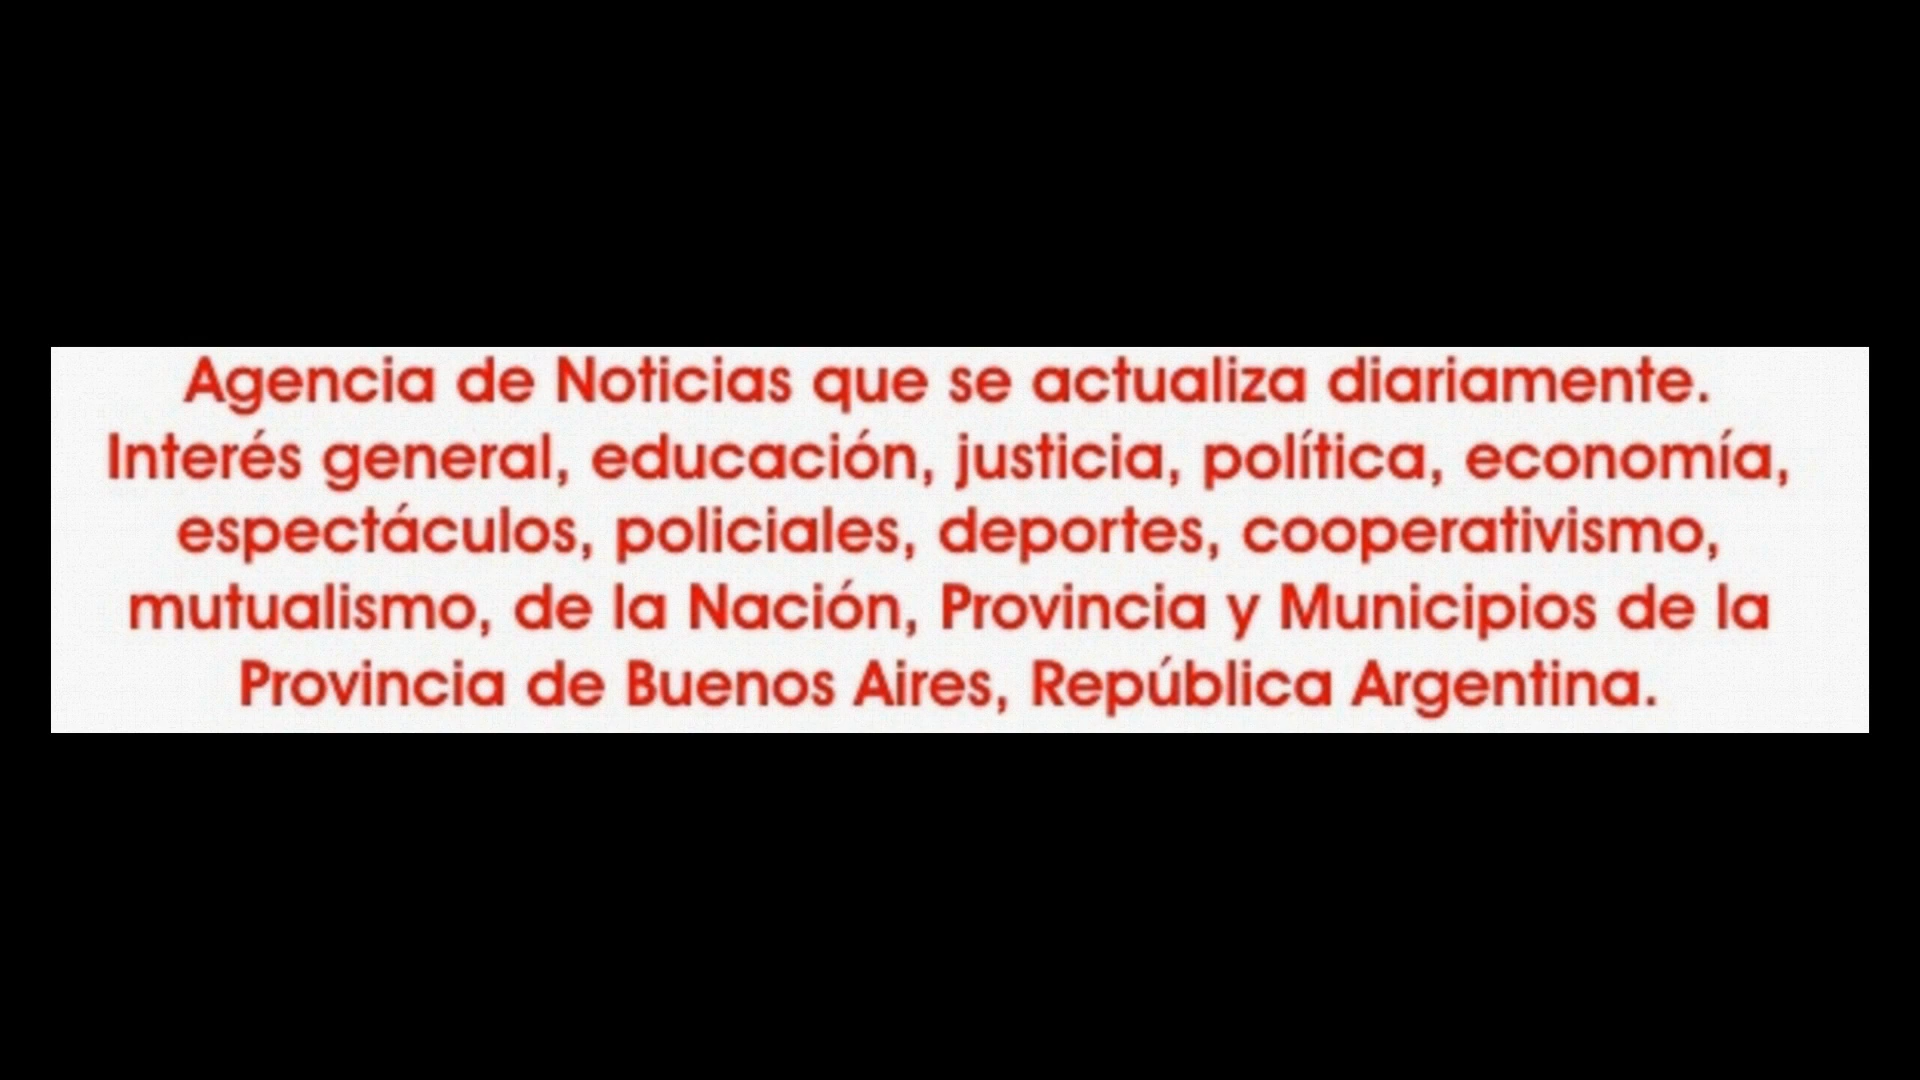 Agencia de Noticias que se actualiza diariamente.
Interés general, educación, justicia, política, economía,
espectáculos, policiales, deportes, cooperativismo,
mutualismo, de la Nación, Provincia y Municipios de la
Provincia de Buenos Aires, República Argentina.